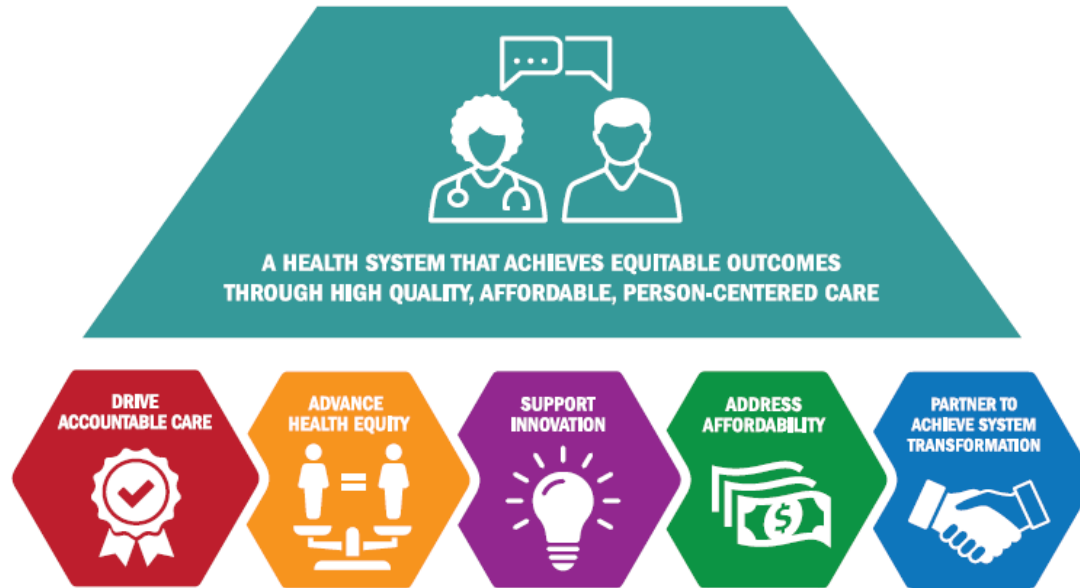 A HEALTH SYSTEM THAT ACHIEVES EQUITABLE OUTCOMES
THROUGH HIGH QUALITY, AFFORDABLE, PERSON-CENTERED CARE
DRIVE
ACCOUNTABLE CARE
ADVANCE
HEALTH EQUITY
=
SUPPORT
INNOVATION
ADDRESS
AFFORDABILITY
$
PARTNER TO
ACHIEVE SYSTEM
TRANSFORMATION